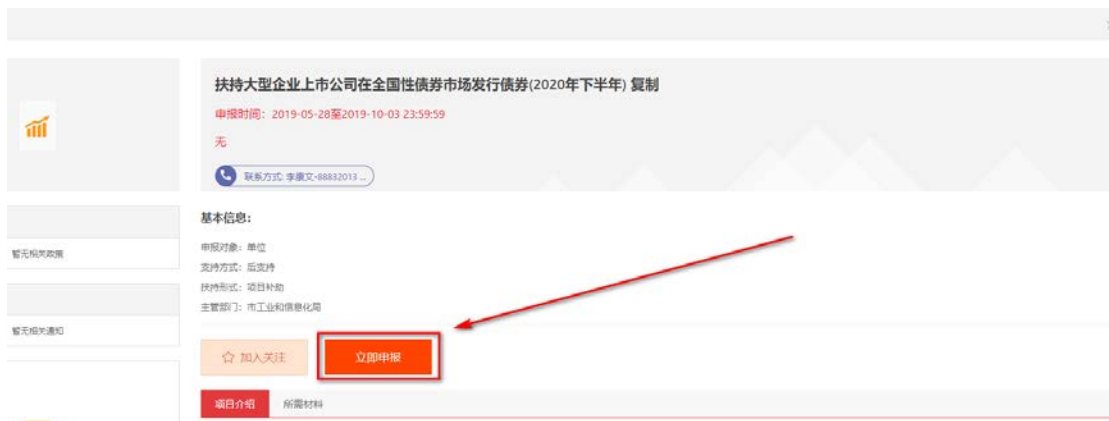 扶持大型企业上市公司在全国性债券市场发行债券(2020年下半年) 复制
申报时间：2019-05-28至2019-10-03 23:59:59
无
联系方式: 李康文-88832013 ...
基本信息:
申报对象：单位
支持方式：后支持
扶持形式：项目补助
主管部门：市工业和信息化局
暂无相关政策
暂无相关通知
加入关注
立即申报
项目介绍
所需材料